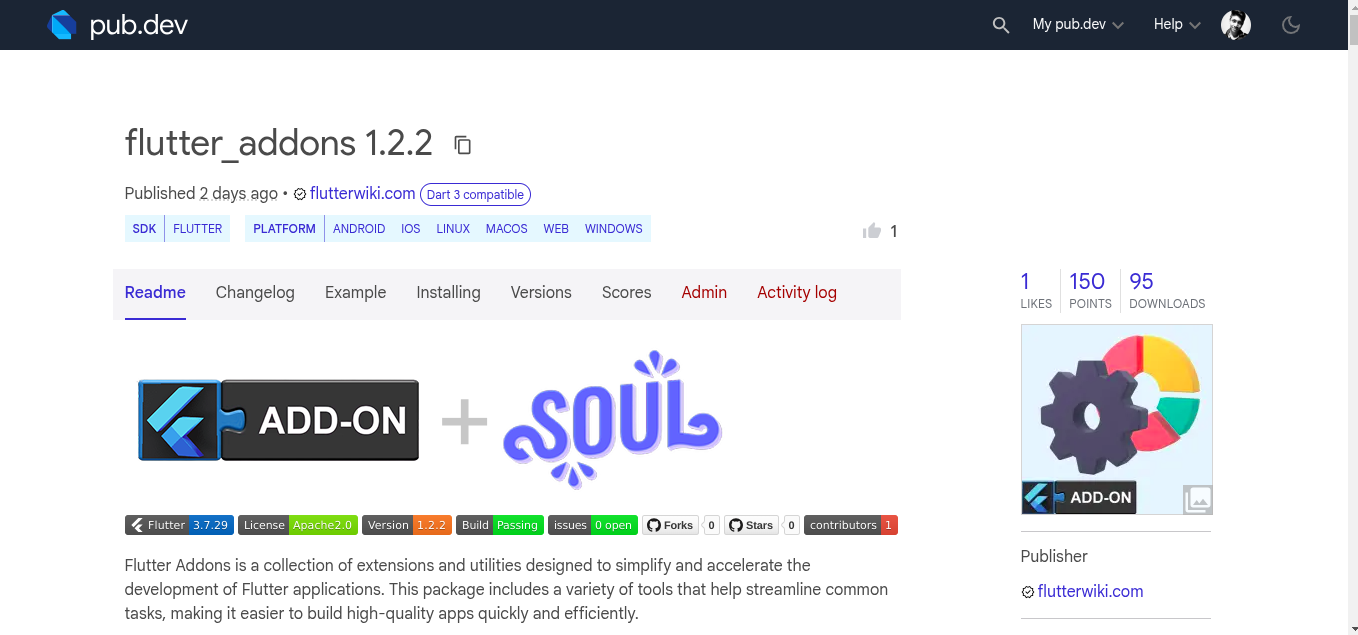 pub.dev
My pub.dev
Help
flutter_addons 1.2.2
Published 2 days ago • flutterwiki.com Dart 3 compatible
SDK FLUTTER PLATFORM ANDROID IOS LINUX MACOS WEB WINDOWS
1
Readme Changelog Example Installing Versions Scores Admin Activity log
ADD-ON + SOUL
Flutter 3.7.29 License Apache2.0 Version 1.2.2 Build Passing issues 0 open Forks 0 Stars 0 contributors 1
Flutter Addons is a collection of extensions and utilities designed to simplify and accelerate the
development of Flutter applications. This package includes a variety of tools that help streamline common
tasks, making it easier to build high-quality apps quickly and efficiently.
1 150 95
LIKES POINTS DOWNLOADS
ADD-ON
Publisher
flutterwiki.com